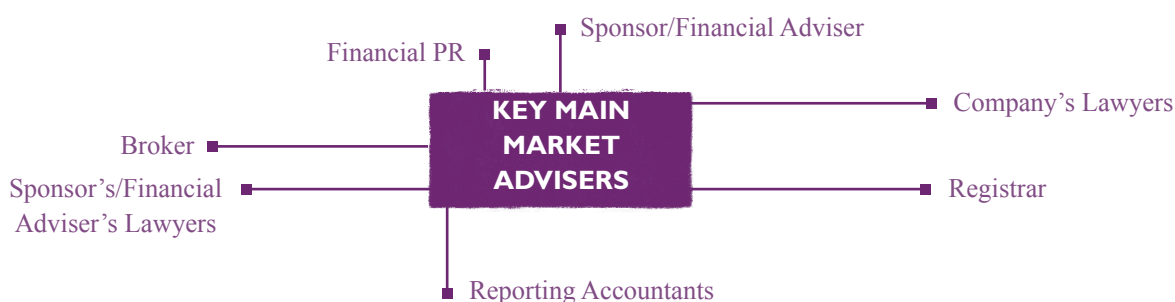 Sponsor/Financial Adviser
Financial PR
KEY MAIN
MARKET
ADVISERS
Company’s Lawyers
Broker
Sponsor’s/Financial
Adviser’s Lawyers
Registrar
Reporting Accountants